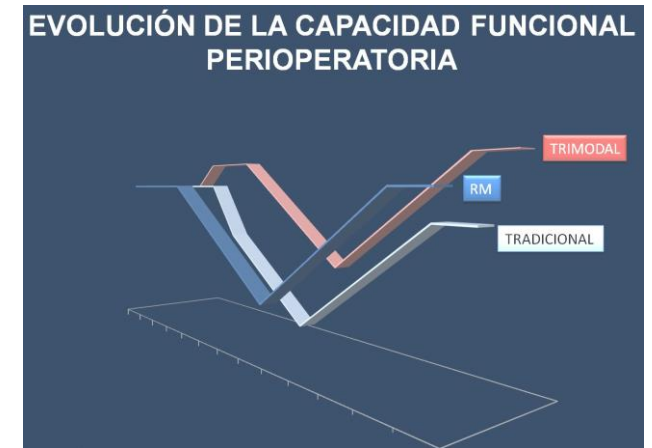 EVOLUCIÓN DE LA CAPACIDAD FUNCIONAL
PERIOPERATORIA
TRIMODAL
RM
TRADICIONAL